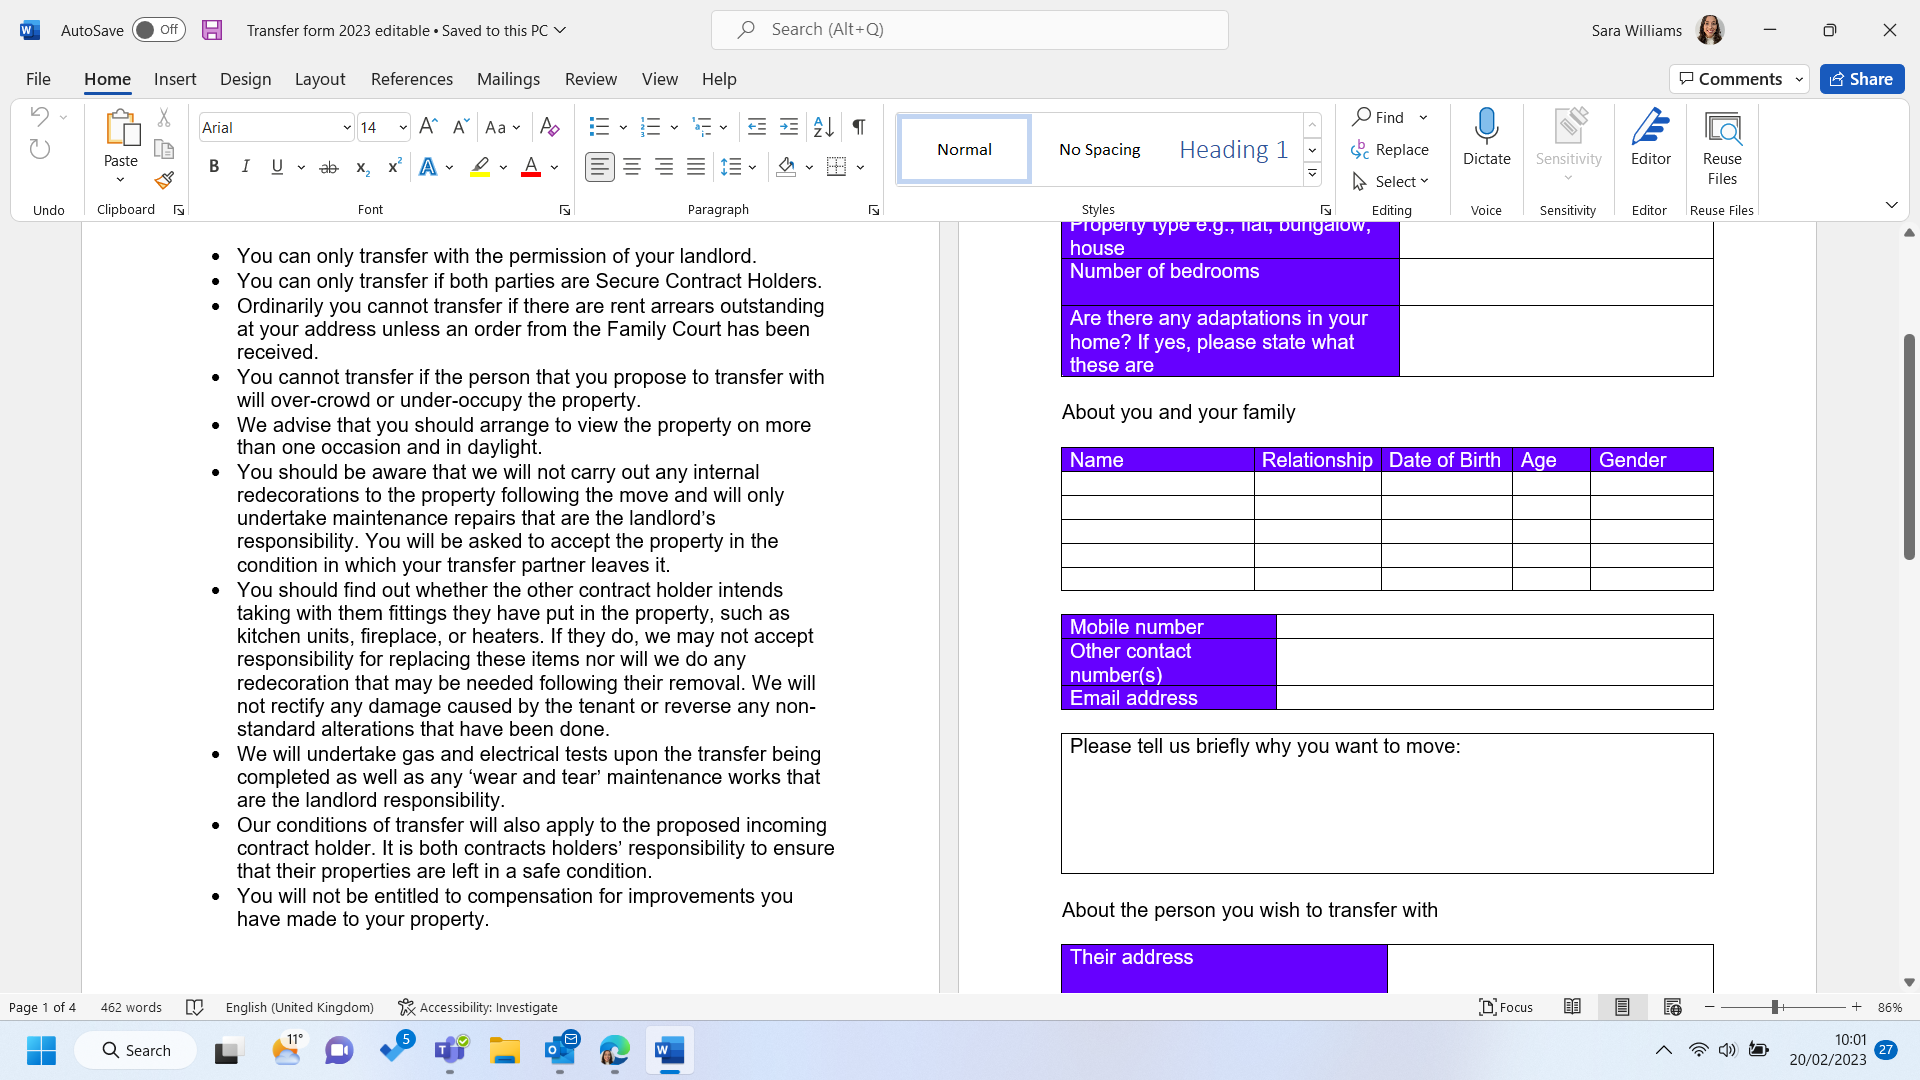 AutoSave Off Transfer form 2023 editable • Saved to this PC Search (Alt+Q) Sara Williams
File Home Insert Design Layout References Mailings Review View Help Comments Share
Arial 14 Aa Find
Paste Normal No Spacing Heading 1 Replace Dictate Sensitivity Editor Reuse Files
B I U ab x2 x2 A A Select
Undo Clipboard Font Paragraph Styles Editing Voice Sensitivity Editor Reuse Files
• You can only transfer with the permission of your landlord.
• You can only transfer if both parties are Secure Contract Holders.
• Ordinarily you cannot transfer if there are rent arrears outstanding
at your address unless an order from the Family Court has been
received.
• You cannot transfer if the person that you propose to transfer with
will over-crowd or under-occupy the property.
• We advise that you should arrange to view the property on more
than one occasion and in daylight.
• You should be aware that we will not carry out any internal
redecorations to the property following the move and will only
undertake maintenance repairs that are the landlord’s
responsibility. You will be asked to accept the property in the
condition in which your transfer partner leaves it.
• You should find out whether the other contract holder intends
taking with them fittings they have put in the property, such as
kitchen units, fireplace, or heaters. If they do, we may not accept
responsibility for replacing these items nor will we do any
redecoration that may be needed following their removal. We will
not rectify any damage caused by the tenant or reverse any non-
standard alterations that have been done.
• We will undertake gas and electrical tests upon the transfer being
completed as well as any ‘wear and tear’ maintenance works that
are the landlord responsibility.
• Our conditions of transfer will also apply to the proposed incoming
contract holder. It is both contracts holders’ responsibility to ensure
that their properties are left in a safe condition.
• You will not be entitled to compensation for improvements you
have made to your property.
Property type e.g., flat, bungalow,
house
Number of bedrooms
Are there any adaptations in your
home? If yes, please state what
these are
About you and your family
Name Relationship Date of Birth Age Gender
Mobile number
Other contact
number(s)
Email address
Please tell us briefly why you want to move:
About the person you wish to transfer with
Their address
Page 1 of 4 462 words English (United Kingdom) Accessibility: Investigate Focus 86%
Search 11° 5 10:01
20/02/2023 27